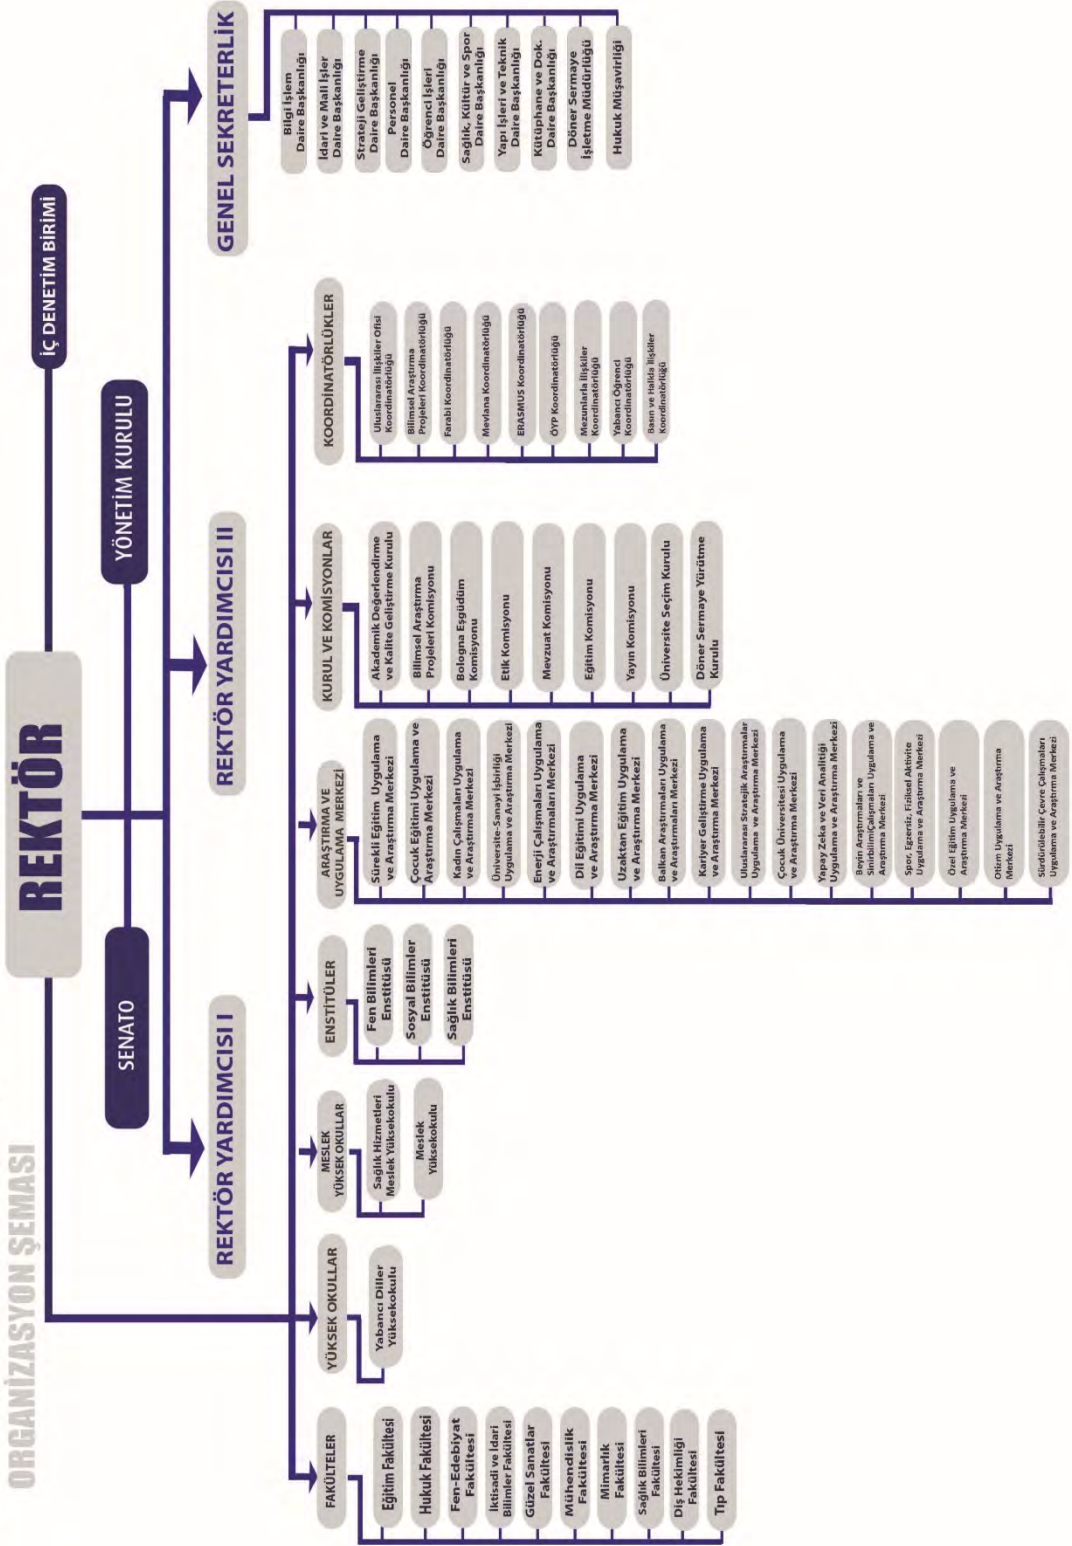 ORGANİZASYON ŞEMASI
REKTÖR
İÇ DENETİM BİRİMİ
SENATO
YÖNETİM KURULU
REKTÖR YARDIMCISI I
REKTÖR YARDIMCISI II
GENEL SEKRETERLİK
Bilgi İşlem
Daire Başkanlığı
İdari ve Mali İşler
Daire Başkanlığı
Strateji Geliştirme
Daire Başkanlığı
Personel
Daire Başkanlığı
Öğrenci İşleri
Daire Başkanlığı
Sağlık, Kültür ve Spor
Daire Başkanlığı
Yapı İşleri ve Teknik
Daire Başkanlığı
Kütüphane ve Dok.
Daire Başkanlığı
Döner Sermaye
İşletme Müdürlüğü
Hukuk Müşavirliği
FAKÜLTELER
Eğitim Fakültesi
Hukuk Fakültesi
Fen-Edebiyat
Fakültesi
İktisadi ve İdari
Bilimler Fakültesi
Güzel Sanatlar
Fakültesi
Mühendislik
Fakültesi
Mimarlık
Fakültesi
Sağlık Bilimleri
Fakültesi
Diş Hekimliği
Fakültesi
Tıp Fakültesi
YÜKSEK OKULLAR
Yabancı Diller
Yüksekokulu
MESLEK
YÜKSEK OKULLAR
Sağlık Hizmetleri
Meslek Yüksekokulu
Meslek
Yüksekokulu
ENSTİTÜLER
Fen Bilimleri
Enstitüsü
Sosyal Bilimler
Enstitüsü
Sağlık Bilimleri
Enstitüsü
ARAŞTIRMA VE
UYGULAMA MERKEZİ
Sürekli Eğitim Uygulama
ve Araştırma Merkezi
Çocuk Eğitimi Uygulama ve
Araştırma Merkezi
Kadın Çalışmaları Uygulama
ve Araştırma Merkezi
Üniversite-Sanayi İşbirliği
Uygulama ve Araştırma Merkezi
Enerji Çalışmaları Uygulama
ve Araştırmaları Merkezi
Dil Eğitimi Uygulama
ve Araştırma Merkezi
Uzaktan Eğitim Uygulama
ve Araştırma Merkezi
Balkan Araştırmaları Uygulama
ve Araştırmaları Merkezi
Kariyer Geliştirme Uygulama
ve Araştırma Merkezi
Uluslararası Stratejik Araştırmalar
Uygulama ve Araştırma Merkezi
Çocuk Üniversitesi Uygulama
ve Araştırma Merkezi
Yapay Zeka ve Veri Analitiği
Uygulama ve Araştırma Merkezi
Beyin Araştırmaları ve
SinirbilimiÇalışmaları Uygulama ve
Araştırma Merkezi
Spor, Egzersiz, Fiziksel Aktivite
Uygulama ve Araştırma Merkezi
Özel Eğitim Uygulama ve
Araştırma Merkezi
Otizm Uygulama ve Araştırma
Merkezi
Sürdürülebilir Çevre Çalışmaları
Uygulama ve Araştırma Merkezi
KURUL VE KOMİSYONLAR
Akademik Değerlendirme
ve Kalite Geliştirme Kurulu
Bilimsel Araştırma
Projeleri Komisyonu
Bologna Eşgüdüm
Komisyonu
Etik Komisyonu
Mevzuat Komisyonu
Eğitim Komisyonu
Yayın Komisyonu
Üniversite Seçim Kurulu
Döner Sermaye Yürütme
Kurulu
KOORDİNATÖRLÜKLER
Uluslararası İlişkiler Ofisi
Koordinatörlüğü
Bilimsel Araştırma
Projeleri Koordinatörlüğü
Farabi Koordinatörlüğü
Mevlana Koordinatörlüğü
ERASMUS Koordinatörlüğü
ÖYP Koordinatörlüğü
Mezunlarla İlişkiler
Koordinatörlüğü
Yabancı Öğrenci
Koordinatörlüğü
Basın ve Halkla İlişkiler
Koordinatörlüğü